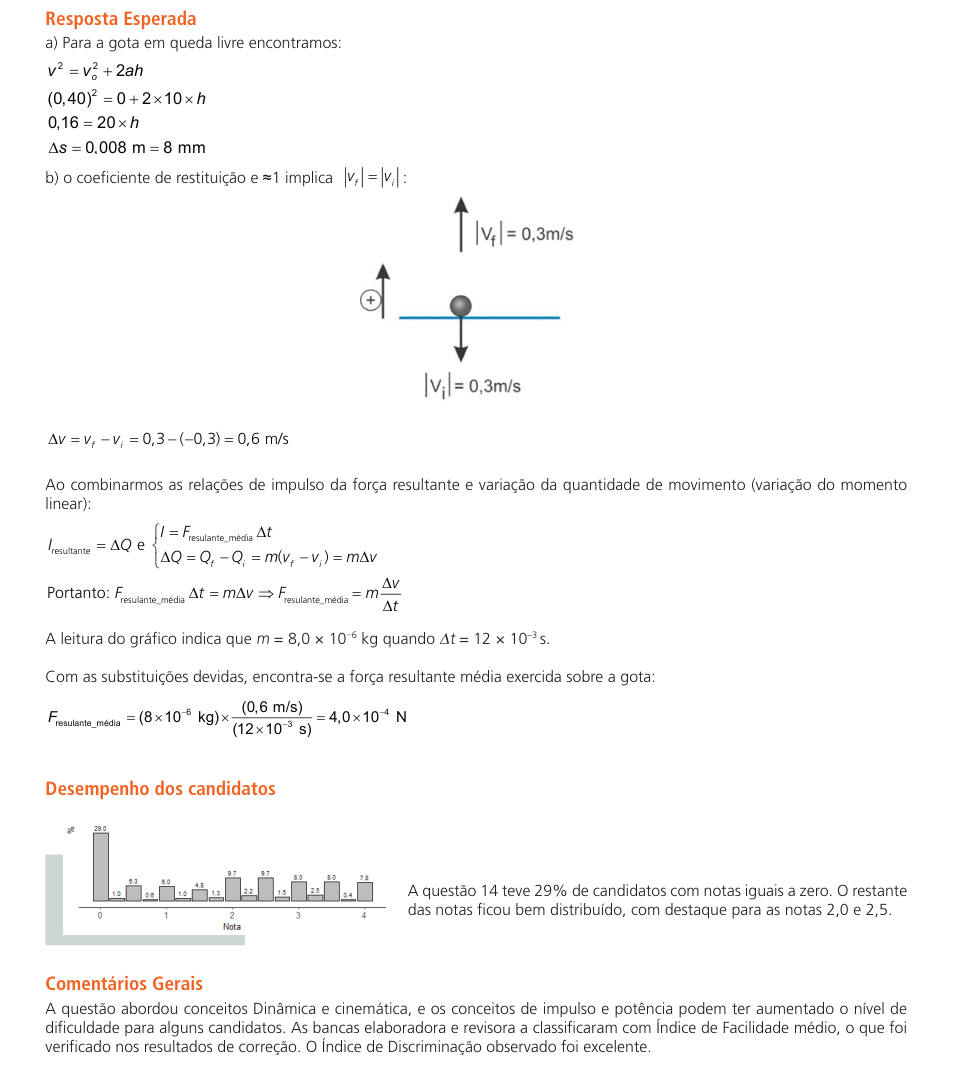 Resposta Esperada
a) Para a gota em queda livre encontramos:
v² = vₒ² + 2ah
(0,40)² = 0 + 2 × 10 × h
0,16 = 20 × h
Δs = 0,008 m = 8 mm
b) o coeficiente de restituição e ≈1 implica |v_f| = |v_i| :
|V_f| = 0,3m/s
+
|V_i| = 0,3m/s
Δv = v_f − v_i = 0,3 − (−0,3) = 0,6 m/s
Ao combinarmos as relações de impulso da força resultante e variação da quantidade de movimento (variação do momento
linear):
I_resultante = ΔQ e { I = F_resulante_média Δt
ΔQ = Q_f − Q_i = m(v_f − v_i) = mΔv
Portanto: F_resulante_média Δt = mΔv ⇒ F_resulante_média = m Δv/Δt
A leitura do gráfico indica que m = 8,0 × 10⁻⁶ kg quando Δt = 12 × 10⁻³ s.
Com as substituições devidas, encontra-se a força resultante média exercida sobre a gota:
F_resulante_média = (8×10⁻⁶ kg) × (0,6 m/s)/(12×10⁻³ s) = 4,0×10⁻⁴ N
Desempenho dos candidatos
%
29.0 1.0 6.3 0.6 6.0 1.0 4.8 1.3 9.7 2.2 9.7 1.5 8.0 2.5 8.0 0.4 7.8
0 1 2 3 4
Nota
A questão 14 teve 29% de candidatos com notas iguais a zero. O restante
das notas ficou bem distribuído, com destaque para as notas 2,0 e 2,5.
Comentários Gerais
A questão abordou conceitos Dinâmica e cinemática, e os conceitos de impulso e potência podem ter aumentado o nível de
dificuldade para alguns candidatos. As bancas elaboradora e revisora a classificaram com Índice de Facilidade médio, o que foi
verificado nos resultados de correção. O Índice de Discriminação observado foi excelente.